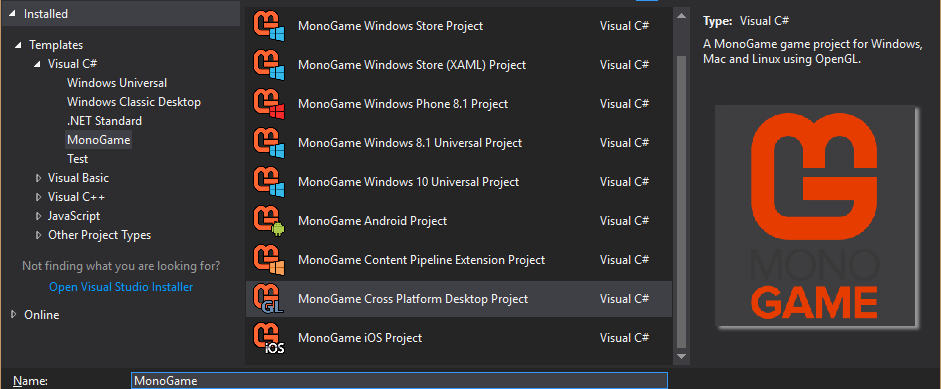 Installed
Templates
Visual C#
Windows Universal
Windows Classic Desktop
.NET Standard
MonoGame
Test
Visual Basic
Visual C++
JavaScript
Other Project Types
Not finding what you are looking for?
Open Visual Studio Installer
Online
MonoGame Windows Store Project Visual C#
MonoGame Windows Store (XAML) Project Visual C#
MonoGame Windows Phone 8.1 Project Visual C#
MonoGame Windows 8.1 Universal Project Visual C#
MonoGame Windows 10 Universal Project Visual C#
MonoGame Android Project Visual C#
MonoGame Content Pipeline Extension Project Visual C#
GL
MonoGame Cross Platform Desktop Project Visual C#
iOS
MonoGame iOS Project Visual C#
Type: Visual C#
A MonoGame game project for Windows,
Mac and Linux using OpenGL.
MONO
GAME
Name: MonoGame